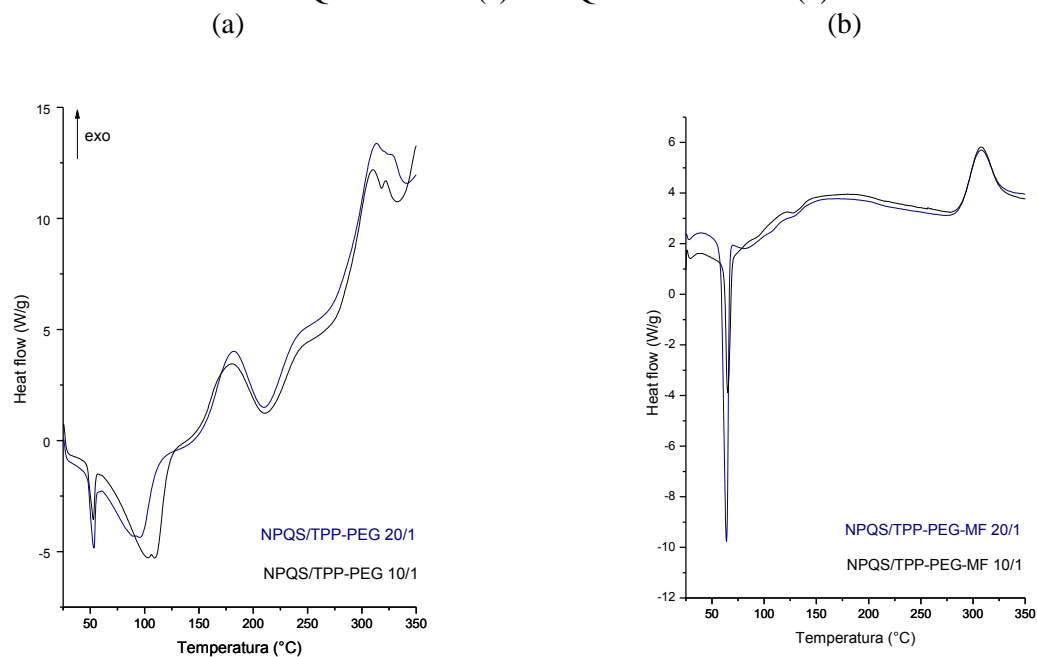 (a)
(b)
exo
Heat flow (W/g)
15
10
5
0
-5
50
100
150
200
250
300
350
Temperatura (°C)
NPQS/TPP-PEG 20/1
NPQS/TPP-PEG 10/1
Heat flow (W/g)
6
4
2
0
-2
-4
-6
-8
-10
-12
50
100
150
200
250
300
350
Temperatura (°C)
NPQS/TPP-PEG-MF 20/1
NPQS/TPP-PEG-MF 10/1